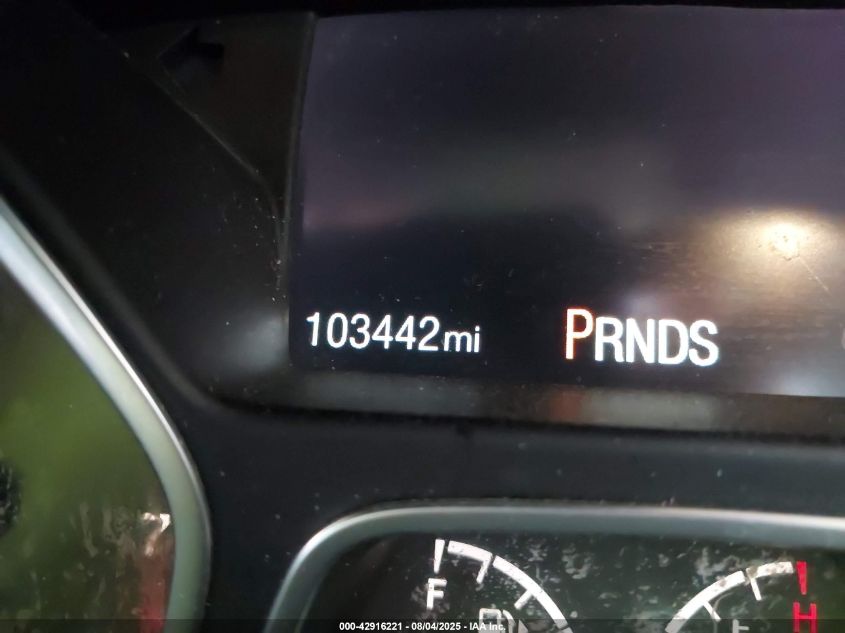 103442mi PRNDS
F
H
000-42916221 - 08/04/2025 - IAA Inc.